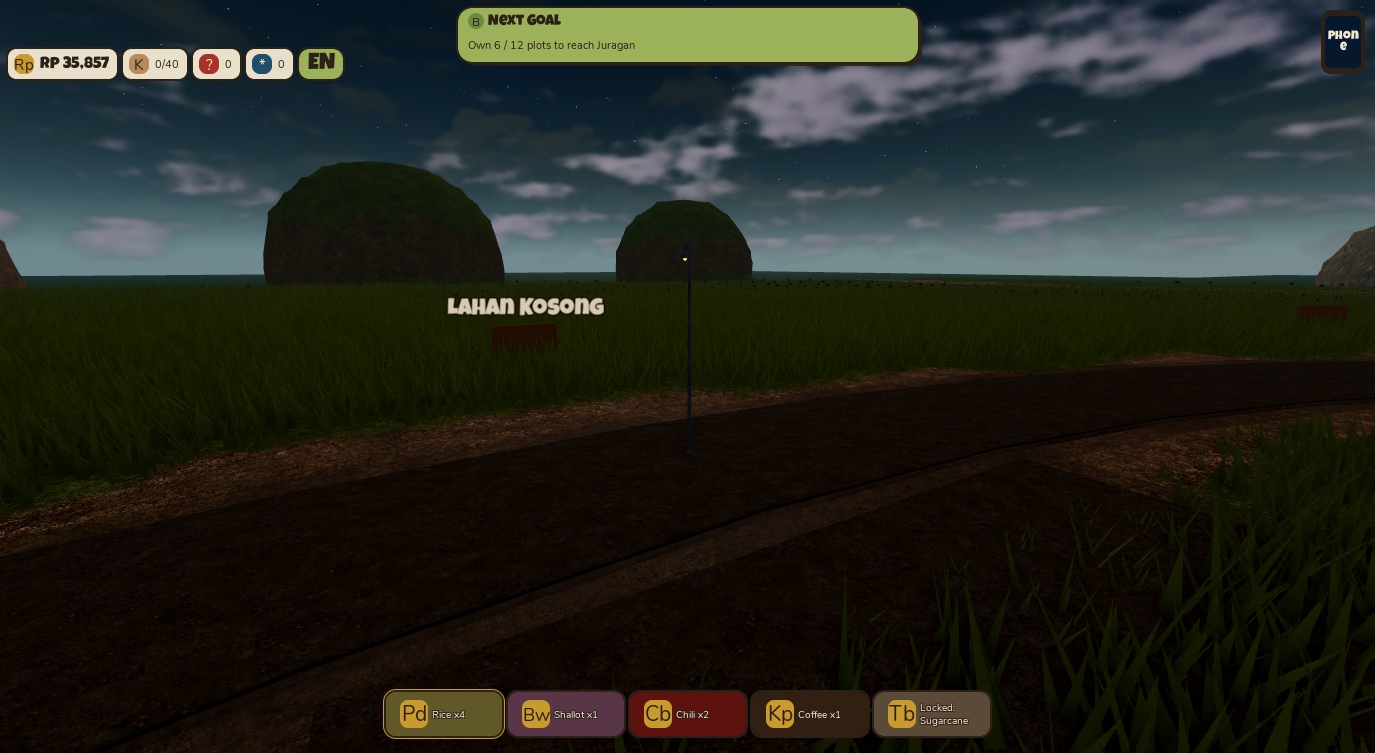 B NEXT GOAL
Own 6 / 12 plots to reach Juragan
PHON
E
Rp RP 35,857
K 0/40
? 0
* 0
EN
LAHAN KOSONG
Pd Rice x4
Bw Shallot x1
Cb Chili x2
Kp Coffee x1
Tb Locked:
Sugarcane